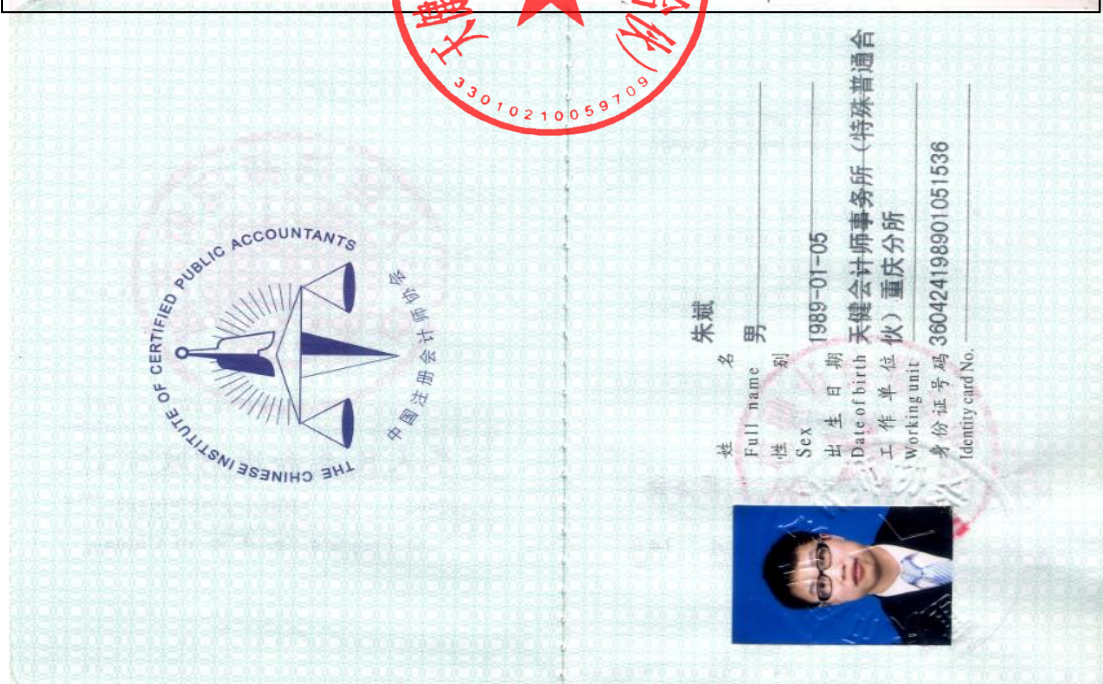 3301021005 9709
THE CHINESE INSTITUTE OF CERTIFIED PUBLIC ACCOUNTANTS
中国注册会计师协会
姓 名 朱斌
Full name
性 别 男
Sex
出 生 日 期 1989-01-05
Date of birth
工 作 单 位 天健会计师事务所（特殊普通合
伙）重庆分所
Working unit
身份证号码 360424198901051536
Identity card No.